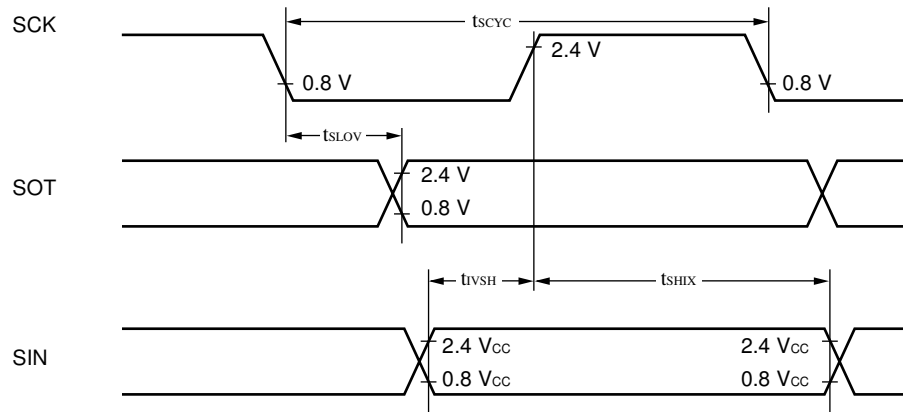 SCK
tSCYC
0.8 V
2.4 V
0.8 V
tSLOV
SOT
2.4 V
0.8 V
tIVSH
tSHIX
SIN
2.4 VCC
2.4 VCC
0.8 VCC
0.8 VCC